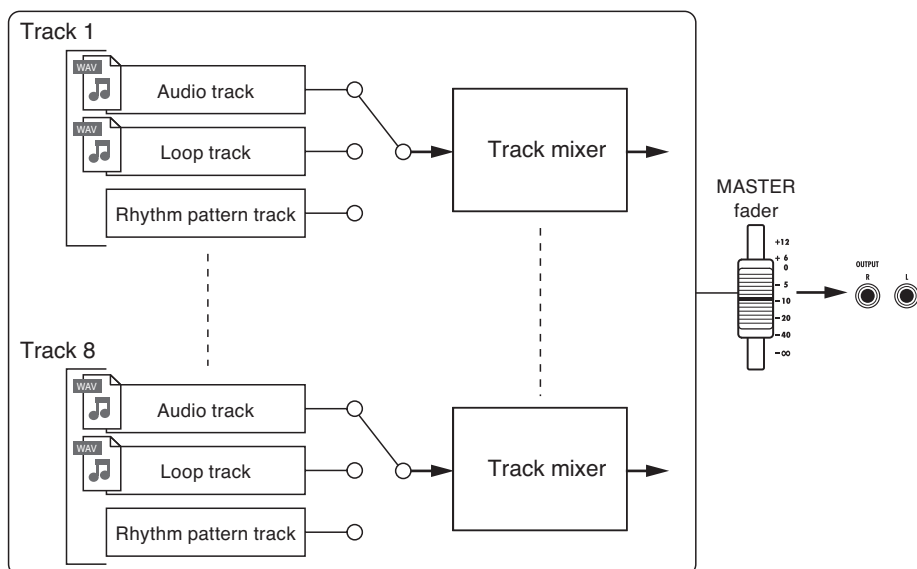 Track 1
WAV
Audio track
WAV
Loop track
Rhythm pattern track
Track mixer
Track 8
WAV
Audio track
WAV
Loop track
Rhythm pattern track
Track mixer
MASTER
fader
+12
+ 6
0
- 5
-10
-20
-40
-∞
OUTPUT
R L